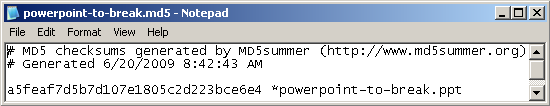 powerpoint-to-break.md5 - Notepad
File Edit Format View Help
# MD5 checksums generated by MD5summer (http://www.md5summer.org)
# Generated 6/20/2009 8:42:43 AM
a5feaf7d5b7d107e1805c2d223bce6e4 *powerpoint-to-break.ppt